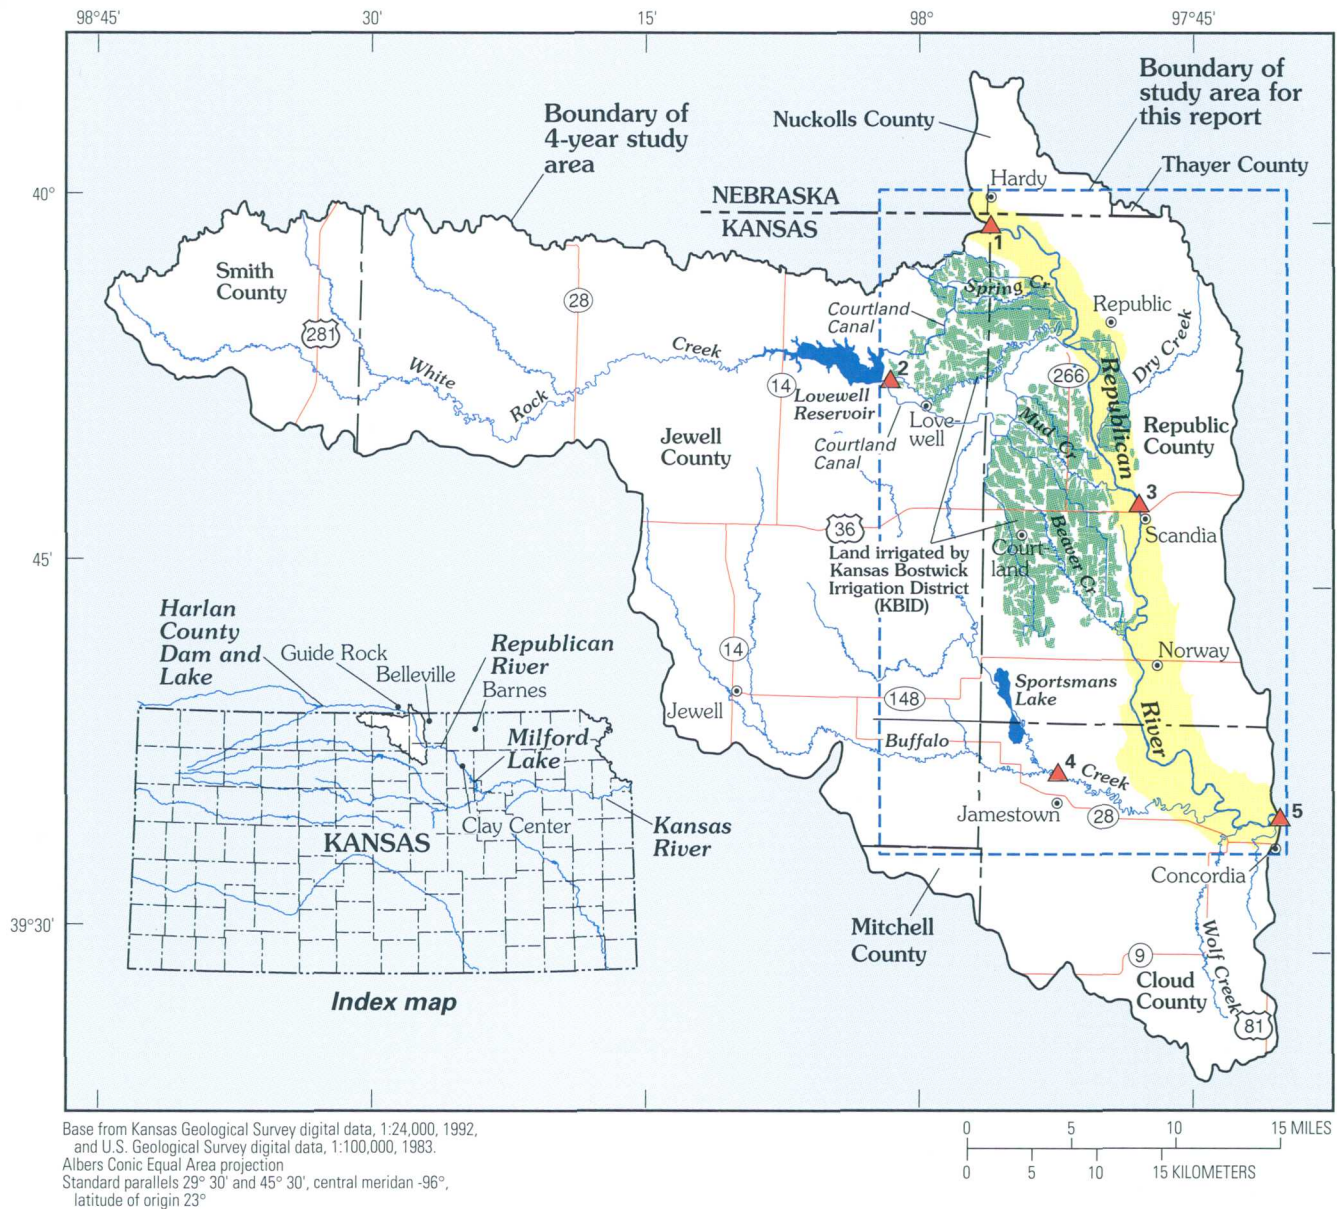 98°45'
30'
15'
98°
97°45'
40°
45'
39°30'
Boundary of
4-year study
area
Nuckolls County
Boundary of
study area for
this report
Thayer County
Hardy
NEBRASKA
KANSAS
1
Smith
County
281
28
White
Rock
Creek
14
Lovewell
Reservoir
2
Courtland
Canal
Spring Cr
Republic
Dry Creek
266
Republican
Republic
County
Love-
well
Courtland
Canal
Mud Cr
Jewell
County
36
3
Scandia
Land irrigated by
Kansas Bostwick
Irrigation District
(KBID)
Court-
land
Beaver Cr
14
Jewell
148
Norway
Sportsmans
Lake
River
Buffalo
Creek
4
Jamestown
28
5
Concordia
Mitchell
County
9
Cloud
County
Wolf Creek
81
Harlan
County
Dam and
Lake
Guide Rock
Belleville
Republican
River
Barnes
Milford
Lake
Clay Center
KANSAS
Kansas
River
Index map
Base from Kansas Geological Survey digital data, 1:24,000, 1992,
and U.S. Geological Survey digital data, 1:100,000, 1983.
Albers Conic Equal Area projection
Standard parallels 29° 30' and 45° 30', central meridian -96°,
latitude of origin 23°
0 5 10 15 MILES
0 5 10 15 KILOMETERS